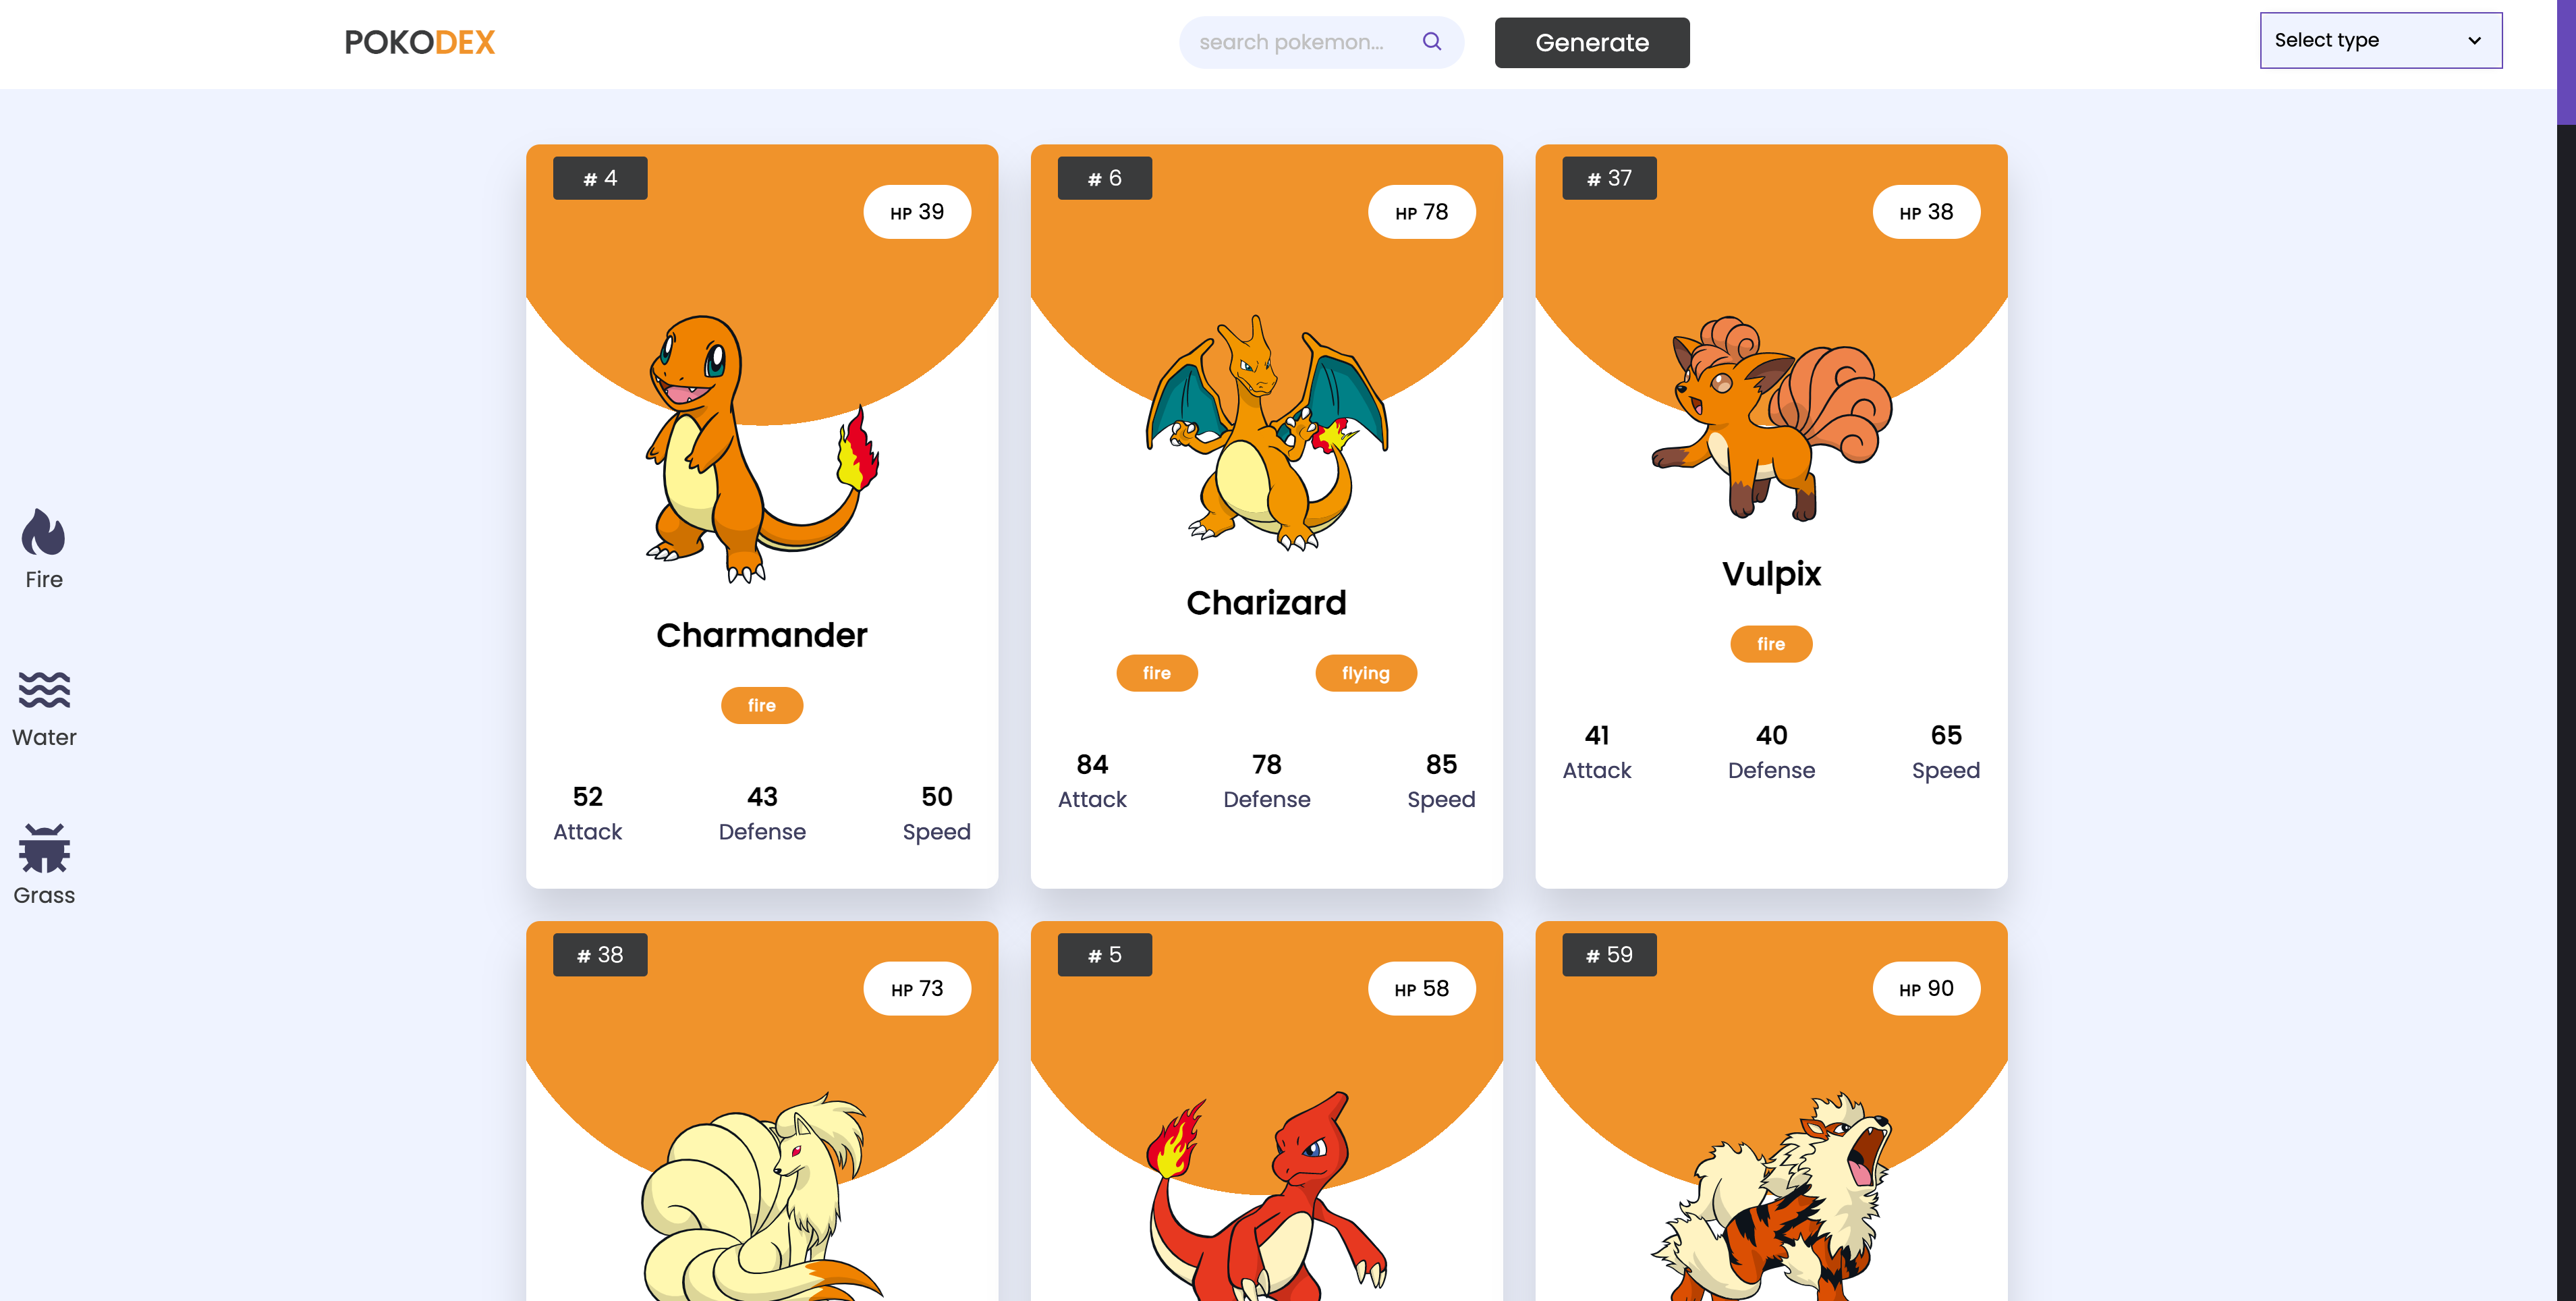 POKODEX
search pokemon...
Generate
Select type
Fire
Water
Grass
# 4
HP 39
Charmander
fire
52 43 50
Attack Defense Speed
# 6
HP 78
Charizard
fire flying
84 78 85
Attack Defense Speed
# 37
HP 38
Vulpix
fire
41 40 65
Attack Defense Speed
# 38
HP 73
# 5
HP 58
# 59
HP 90